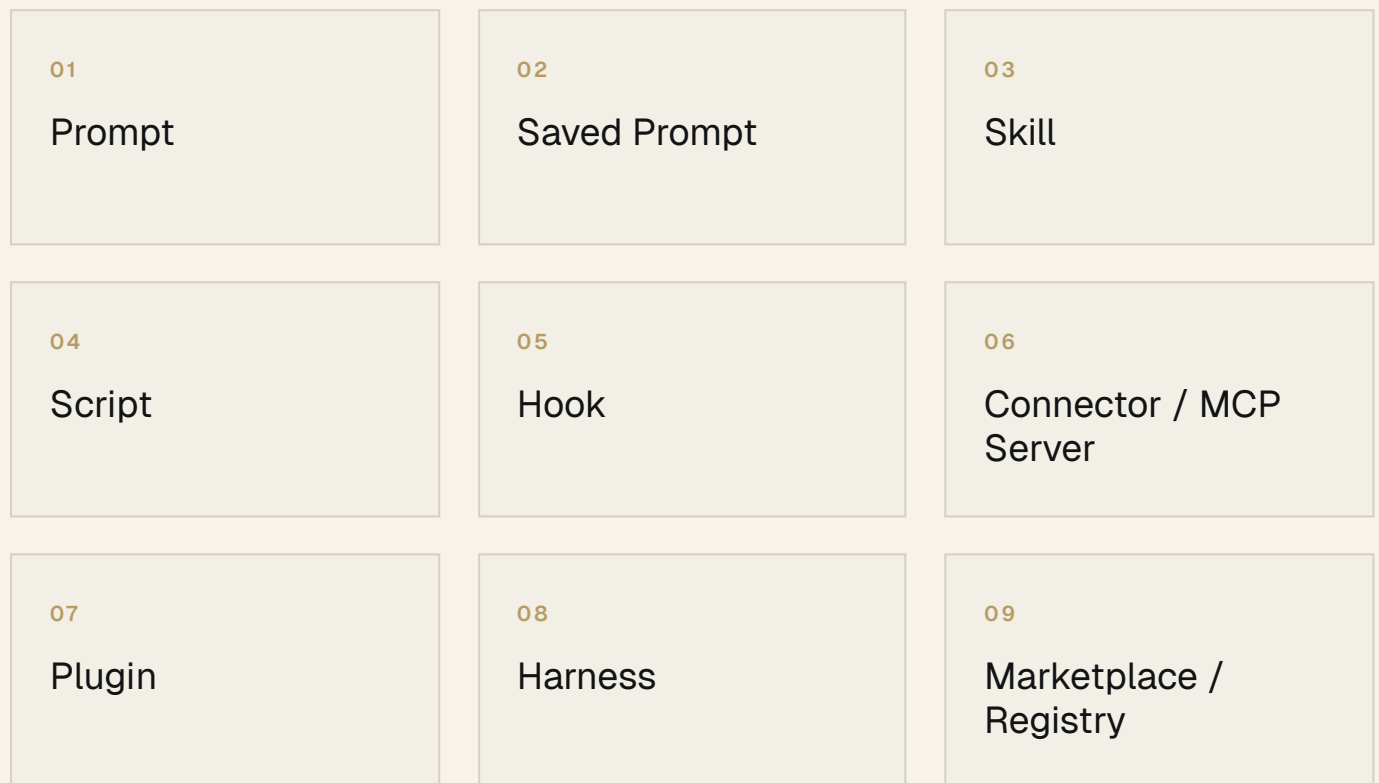 01
Prompt
02
Saved Prompt
03
Skill
04
Script
05
Hook
06
Connector / MCP
Server
07
Plugin
08
Harness
09
Marketplace /
Registry